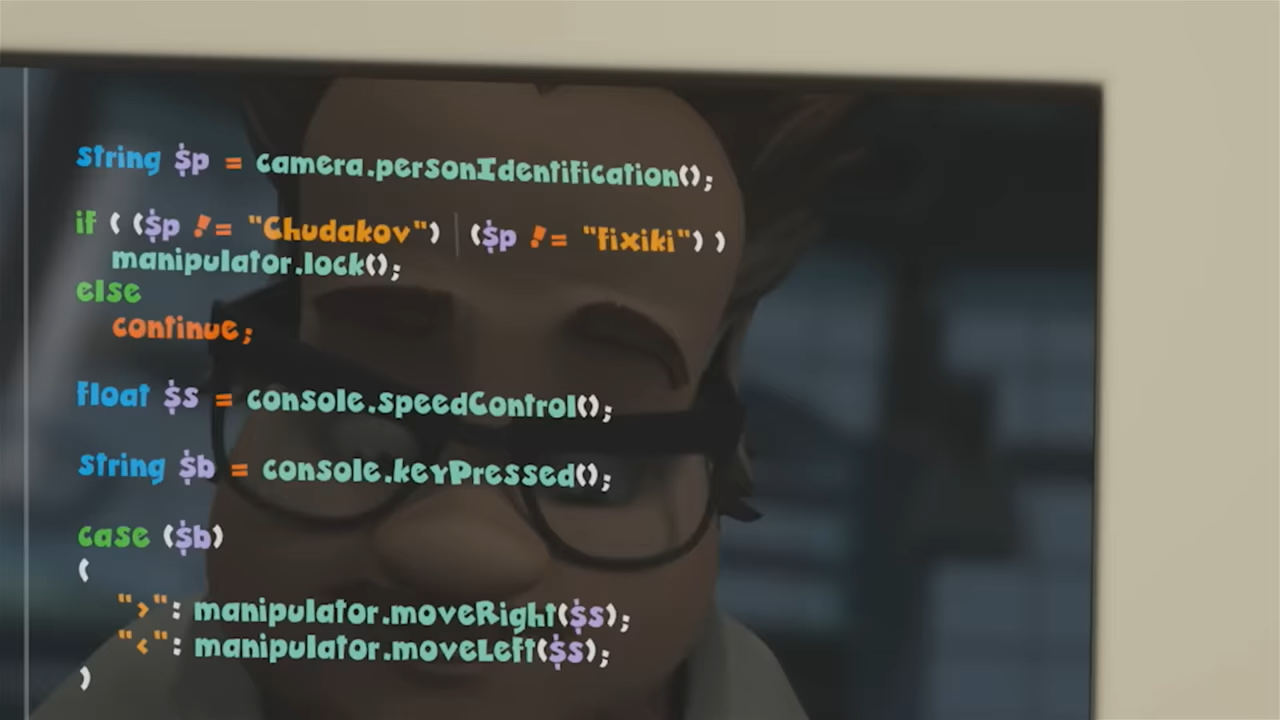 string $p = camera.personIdentification();
if ( ($p != "Chudakov") | ($p != "fixiki") )
manipulator.lock();
else
continue;
float $s = console.speedControl();
string $b = console.keyPressed();
case ($b)
(
">": manipulator.moveRight($s);
"<": manipulator.moveLeft($s);
)